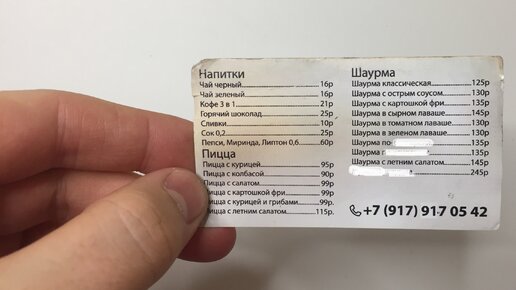 Напитки
Чай черный 16р
Чай зеленый 16р
Кофе 3 в 1 21р
Горячий шоколад 25р
Сливки 10р
Сок 0,2 25р
Пепси, Миринда, Липтон 0,6 60р
Пицца
Пицца с курицей 95р
Пицца с колбасой 90р
Пицца с салатом 99р
Пицца с картошкой фри 99р
Пицца с курицей и грибами 99р.
Пицца с летним салатом 115р.
Шаурма
Шаурма классическая 125р
Шаурма с острым соусом 130р
Шаурма с картошкой фри 135р
Шаурма в сырном лаваше 145р
Шаурма в томатном лаваше 130р
Шаурма в зеленом лаваше 130р
Шаурма по- 135р
Шаурма с 135р
Шаурма с летним салатом 145р
245р
+7 (917) 917 05 42